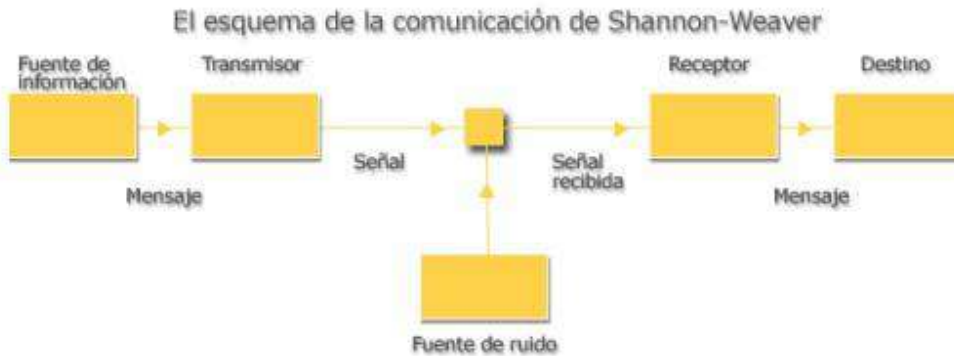 El esquema de la comunicación de Shannon-Weaver
Fuente de
información
Transmisor
Receptor
Destino
Señal
Señal
recibida
Mensaje
Mensaje
Fuente de ruido